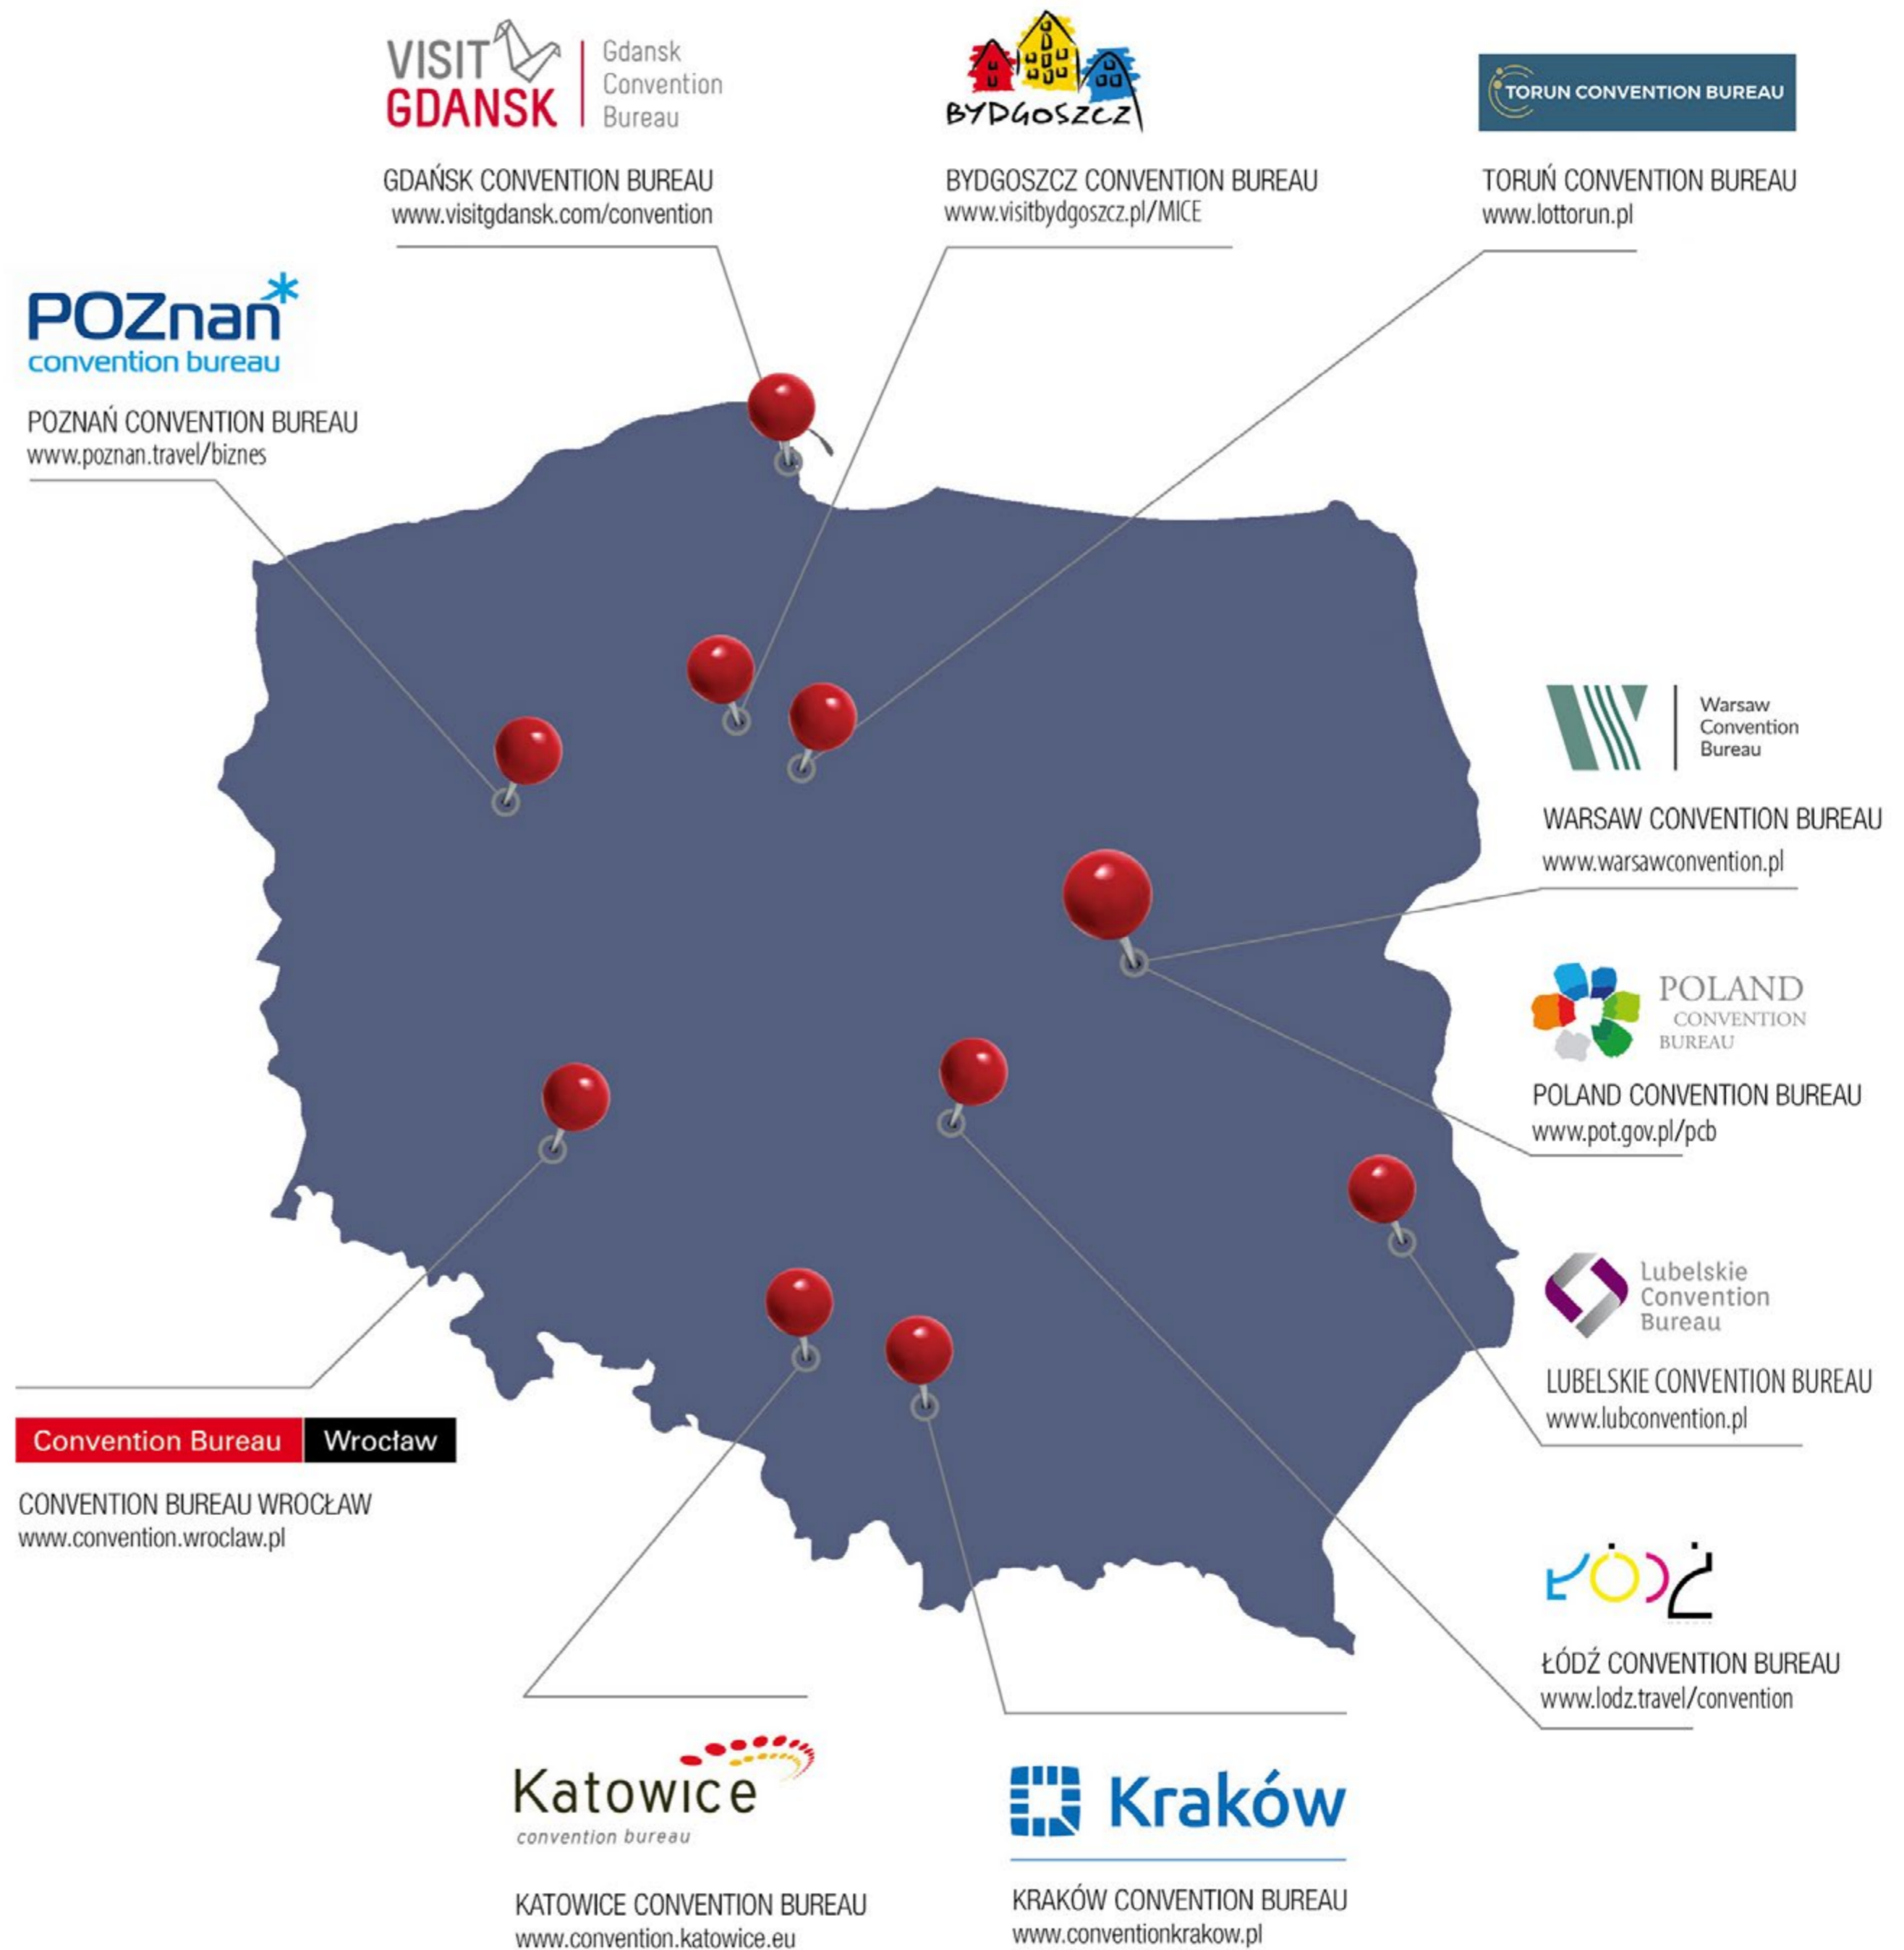 VISIT
GDANSK
Gdansk
Convention
Bureau
GDAŃSK CONVENTION BUREAU
www.visitgdansk.com/convention
BYDGOSZCZ
BYDGOSZCZ CONVENTION BUREAU
www.visitbydgoszcz.pl/MICE
TORUN CONVENTION BUREAU
TORUŃ CONVENTION BUREAU
www.lottorun.pl
POZnań
convention bureau
POZNAŃ CONVENTION BUREAU
www.poznan.travel/biznes
Warsaw
Convention
Bureau
WARSAW CONVENTION BUREAU
www.warsawconvention.pl
POLAND
CONVENTION
BUREAU
POLAND CONVENTION BUREAU
www.pot.gov.pl/pcb
Lubelskie
Convention
Bureau
LUBELSKIE CONVENTION BUREAU
www.lubconvention.pl
Convention Bureau Wrocław
CONVENTION BUREAU WROCŁAW
www.convention.wroclaw.pl
ŁÓDŹ
ŁÓDŹ CONVENTION BUREAU
www.lodz.travel/convention
Katowice
convention bureau
KATOWICE CONVENTION BUREAU
www.convention.katowice.eu
Kraków
KRAKÓW CONVENTION BUREAU
www.conventionkrakow.pl